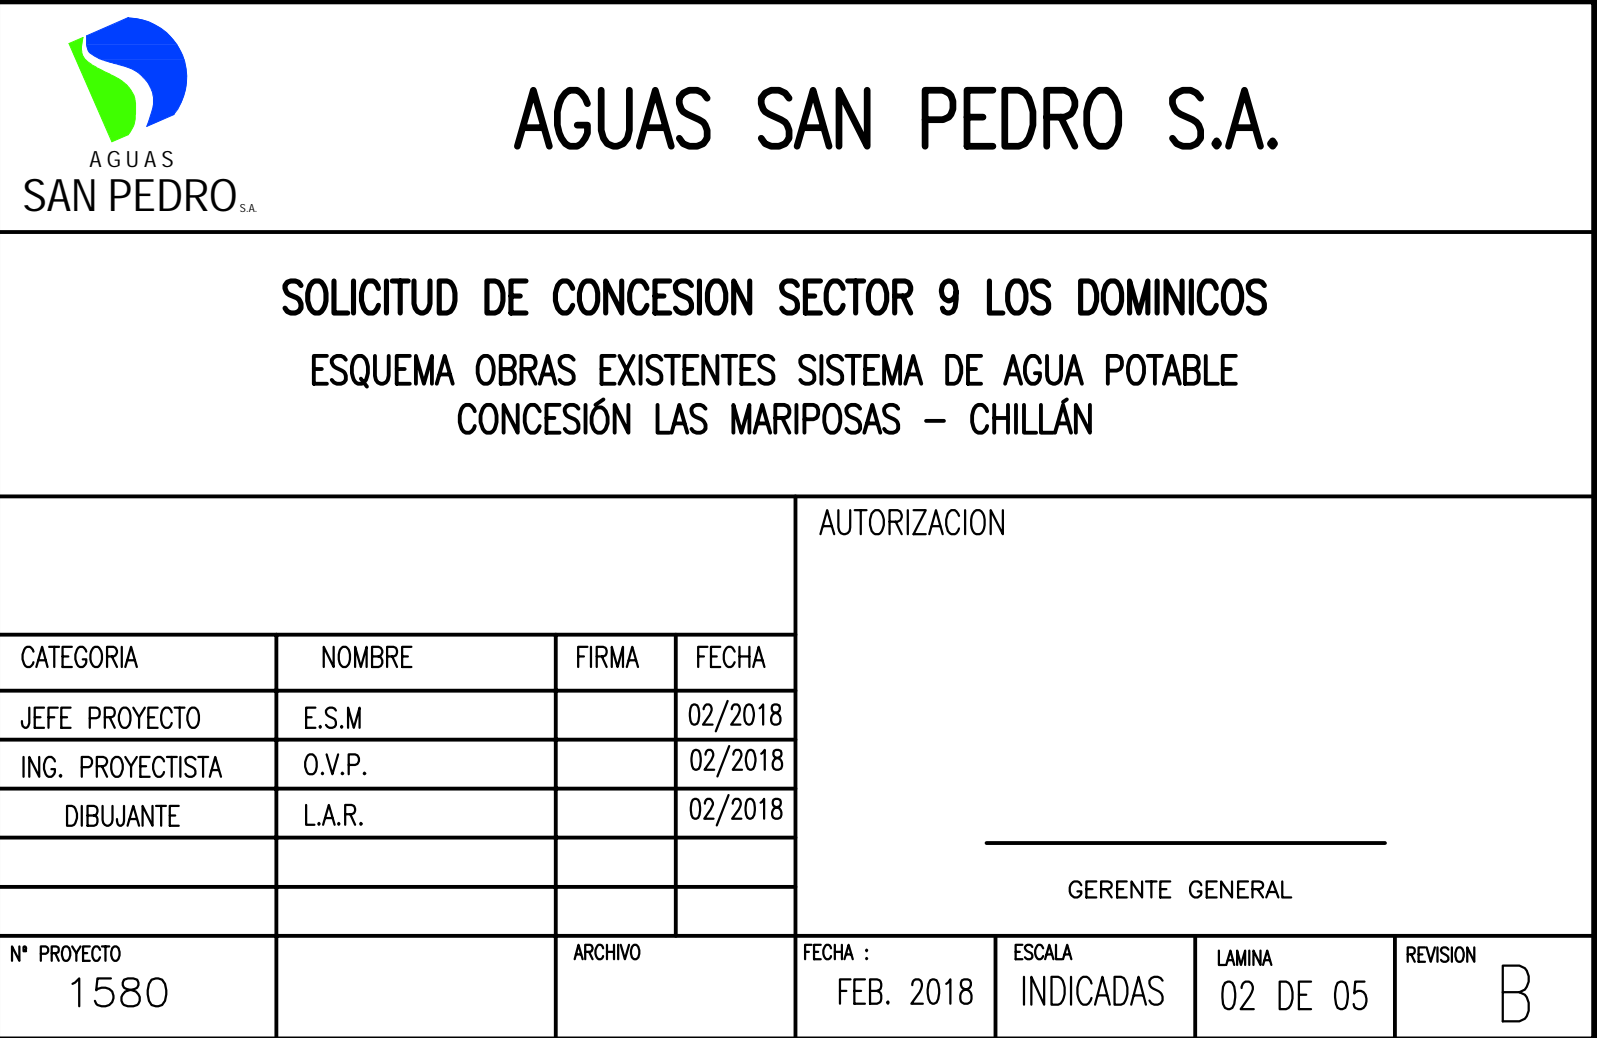 AGUAS
SAN PEDRO S.A.
AGUAS SAN PEDRO S.A.
SOLICITUD DE CONCESION SECTOR 9 LOS DOMINICOS
ESQUEMA OBRAS EXISTENTES SISTEMA DE AGUA POTABLE
CONCESIÓN LAS MARIPOSAS – CHILLÁN
AUTORIZACION
CATEGORIA NOMBRE FIRMA FECHA
JEFE PROYECTO E.S.M 02/2018
ING. PROYECTISTA O.V.P. 02/2018
DIBUJANTE L.A.R. 02/2018
GERENTE GENERAL
N° PROYECTO
1580
ARCHIVO
FECHA :
FEB. 2018
ESCALA
INDICADAS
LAMINA
02 DE 05
REVISION
B